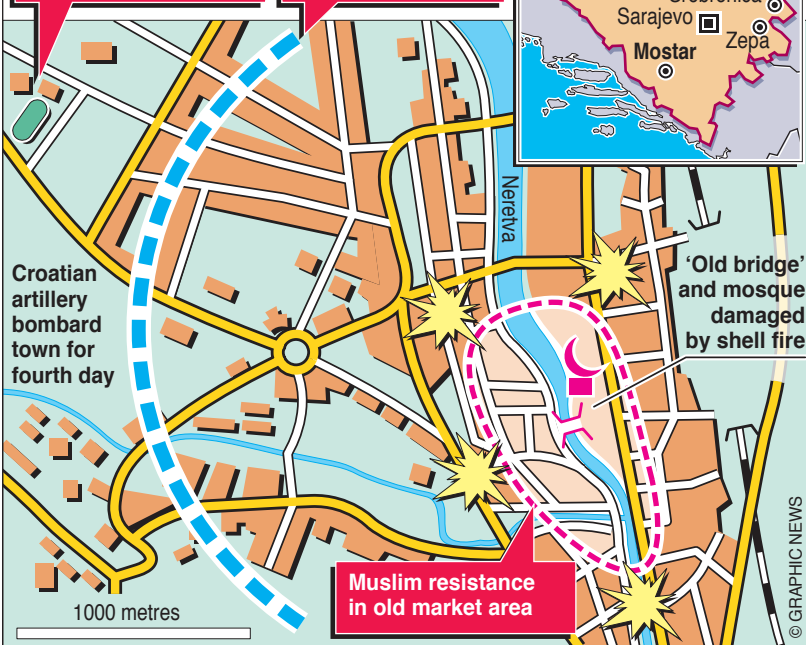 Srebrenica
Sarajevo
Zepa
Mostar
Neretva
Croatian
artillery
bombard
town for
fourth day
‘Old bridge’
and mosque
damaged
by shell fire
Muslim resistance
in old market area
1000 metres
© GRAPHIC NEWS